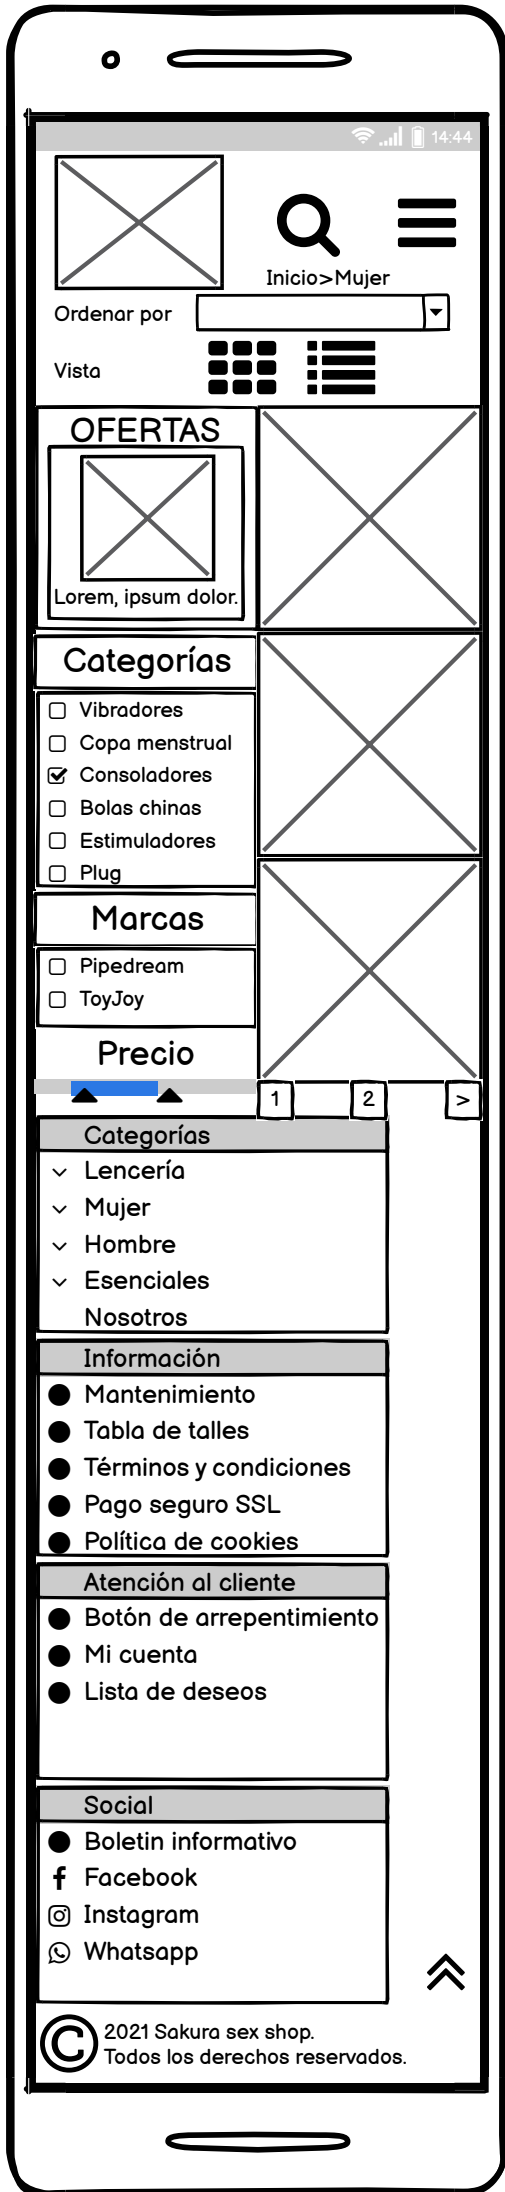 14:44
Inicio>Mujer
Ordenar por
Vista
OFERTAS
Lorem, ipsum dolor.
Categorías
Vibradores
Copa menstrual
Consoladores
Bolas chinas
Estimuladores
Plug
Marcas
Pipedream
ToyJoy
Precio
1 2 >
Categorías
Lencería
Mujer
Hombre
Esenciales
Nosotros
Información
Mantenimiento
Tabla de talles
Términos y condiciones
Pago seguro SSL
Política de cookies
Atención al cliente
Botón de arrepentimiento
Mi cuenta
Lista de deseos
Social
Boletin informativo
Facebook
Instagram
Whatsapp
© 2021 Sakura sex shop.
Todos los derechos reservados.